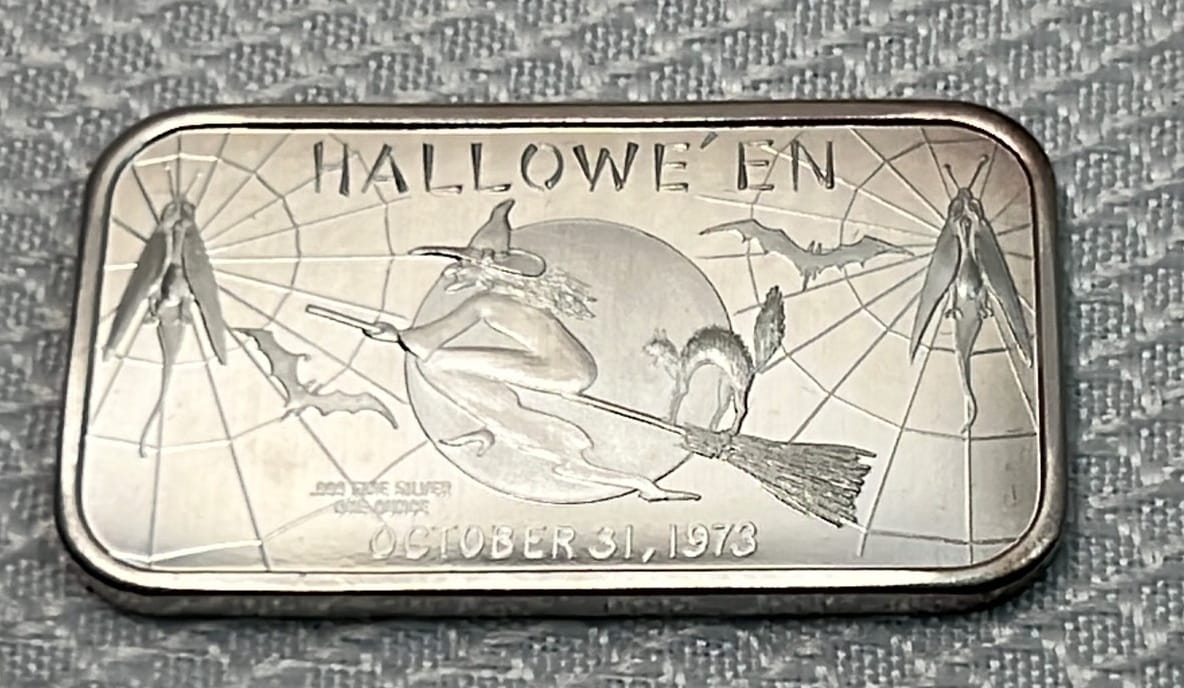 HALLOWE'EN
.999 FINE SILVER
ONE OUNCE
OCTOBER 31, 1973